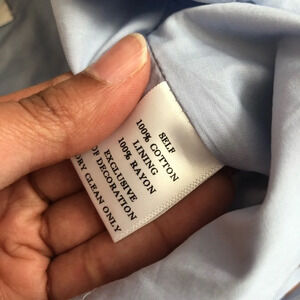 SELF
100% COTTON
LINING
100% RAYON
EXCLUSIVE
OF DECORATION
DRY CLEAN ONLY